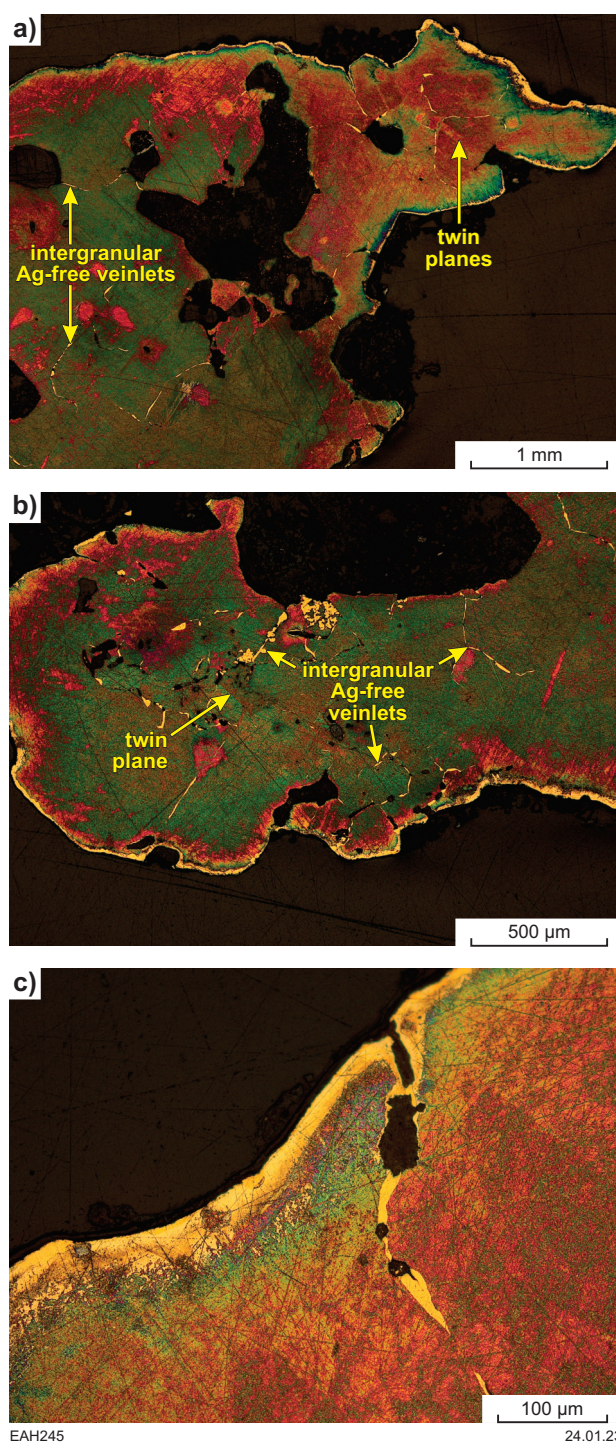 a)
intergranular
Ag-free veinlets
twin
planes
1 mm
b)
intergranular
Ag-free
veinlets
twin
plane
500 µm
c)
100 µm
EAH245